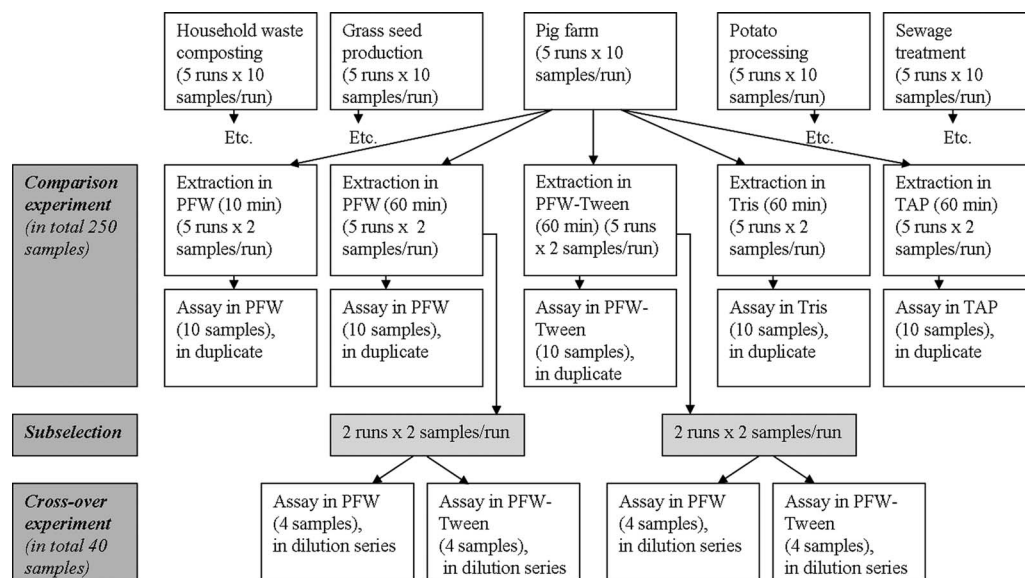 Household waste
composting
(5 runs x 10
samples/run)
Grass seed
production
(5 runs x 10
samples/run)
Pig farm
(5 runs x 10
samples/run)
Potato
processing
(5 runs x 10
samples/run)
Sewage
treatment
(5 runs x 10
samples/run)
Etc.
Etc.
Etc.
Etc.
Comparison
experiment
(in total 250
samples)
Extraction in
PFW (10 min)
(5 runs x 2
samples/run)
Extraction in
PFW (60 min)
(5 runs x 2
samples/run)
Extraction in
PFW-Tween
(60 min) (5 runs
x 2 samples/run)
Extraction in
Tris (60 min)
(5 runs x 2
samples/run)
Extraction in
TAP (60 min)
(5 runs x 2
samples/run)
Assay in PFW
(10 samples),
in duplicate
Assay in PFW
(10 samples),
in duplicate
Assay in PFW-
Tween
(10 samples),
in duplicate
Assay in Tris
(10 samples),
in duplicate
Assay in TAP
(10 samples),
in duplicate
Subselection
2 runs x 2 samples/run
2 runs x 2 samples/run
Cross-over
experiment
(in total 40
samples)
Assay in PFW
(4 samples),
in dilution series
Assay in PFW-
Tween
(4 samples),
in dilution series
Assay in PFW
(4 samples),
in dilution series
Assay in PFW-
Tween
(4 samples),
in dilution series